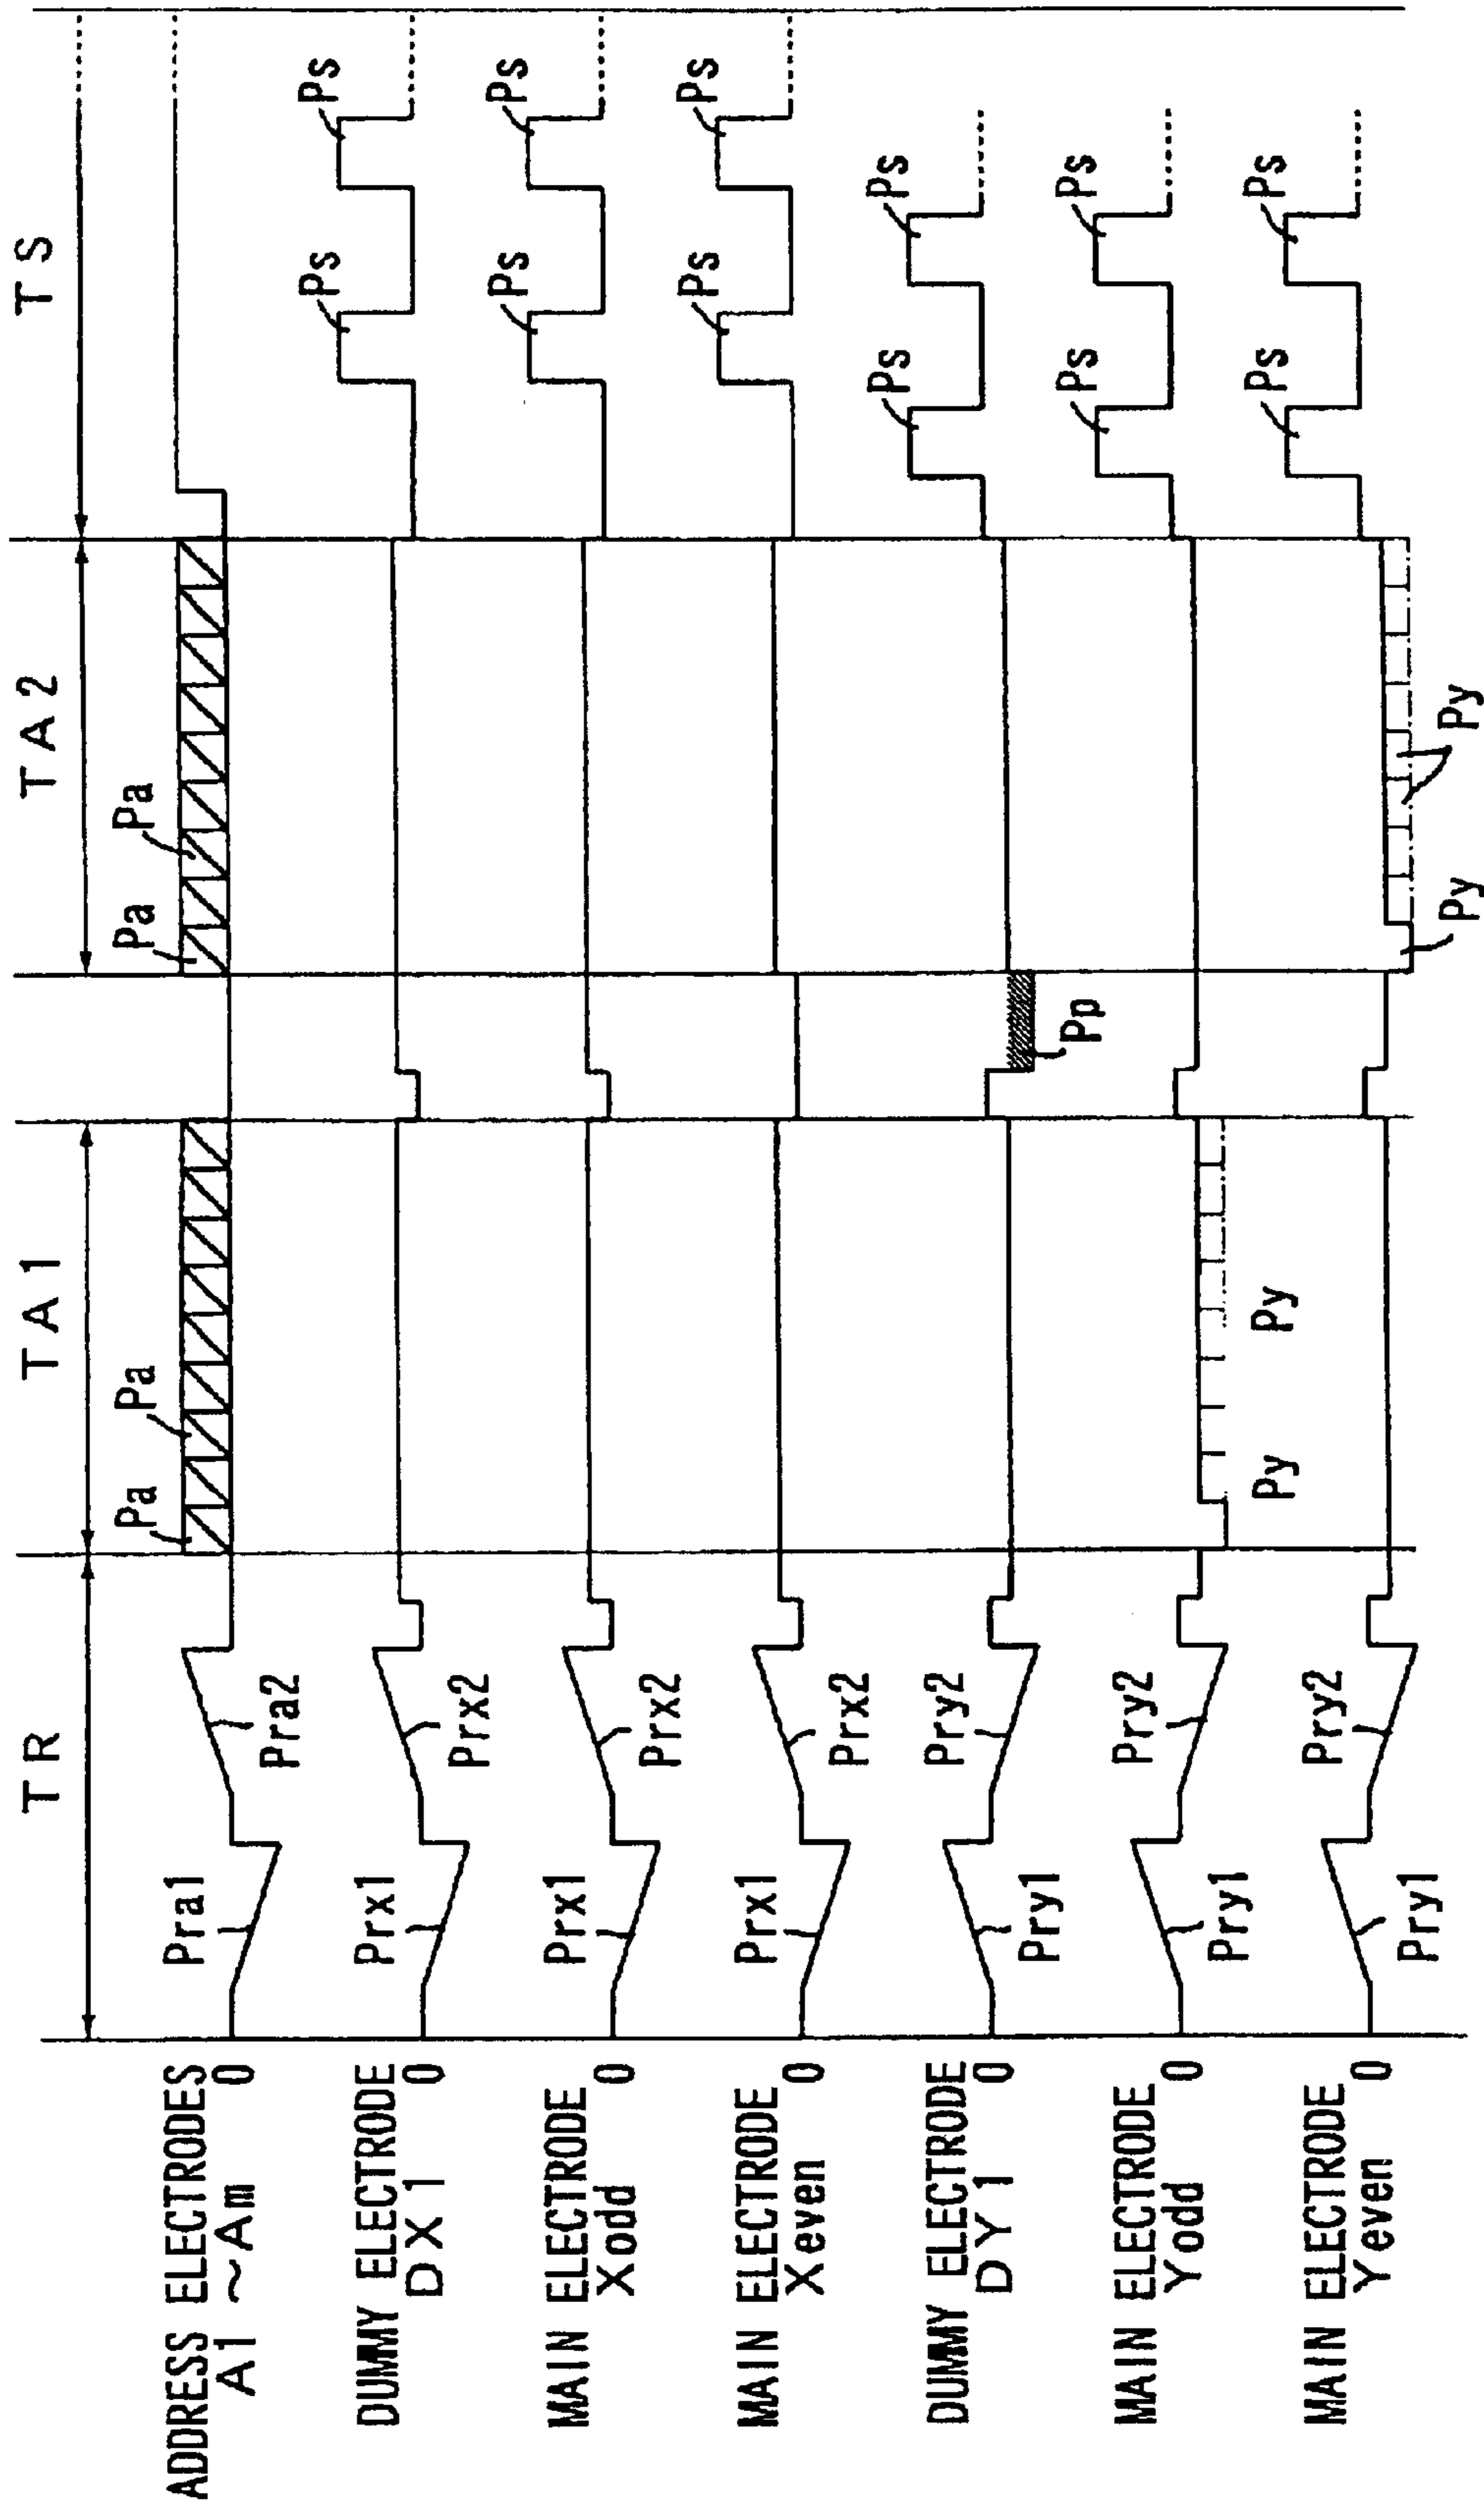 TR
TA1
TA2
TS
ADDRESS ELECTRODES
A1 ~ Am
0
Pra1
Pra2
Pa
Pa
Pa
Pa
DUMMY ELECTRODE
DX1
0
Prx1
Prx2
Ps
Ps
MAIN ELECTRODE
Xodd
0
Prx1
Prx2
Ps
Ps
MAIN ELECTRODE
Xeven
0
Prx1
Prx2
Ps
Ps
DUMMY ELECTRODE
DY1
0
Pry1
Pry2
Pp
Ps
Ps
MAIN ELECTRODE
Yodd
0
Pry1
Pry2
Py
Py
Ps
Ps
MAIN ELECTRODE
Yeven
0
Pry1
Pry2
Py
Py
Ps
Ps